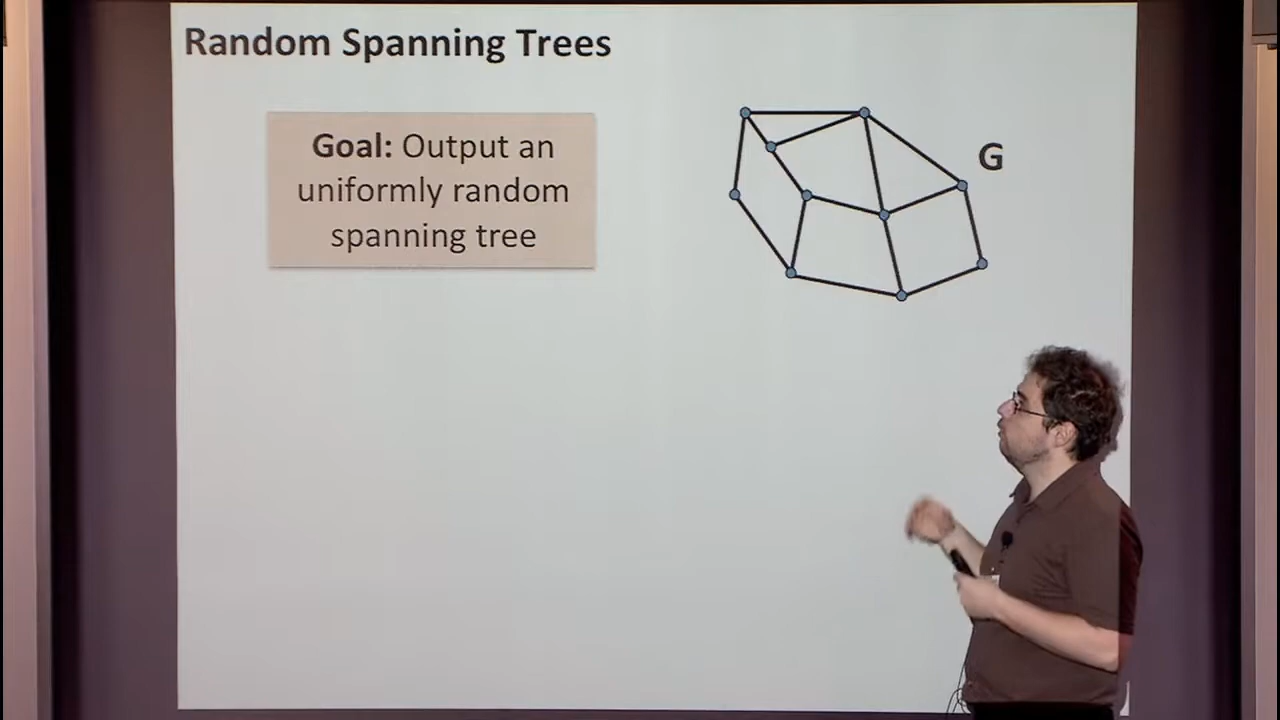 Random Spanning Trees
Goal: Output an
uniformly random
spanning tree
G